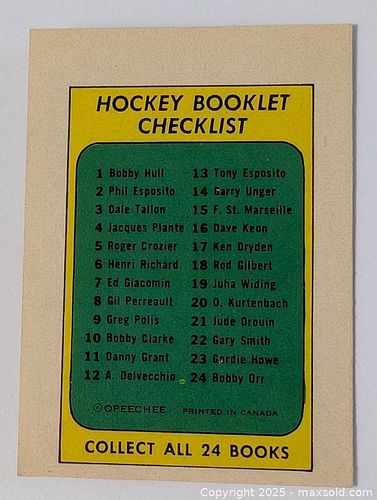 HOCKEY BOOKLET
CHECKLIST
1 Bobby Hull
2 Phil Esposito
3 Dale Tallon
4 Jacques Plante
5 Roger Crozier
6 Henri Richard
7 Ed Giacomin
8 Gil Perreault
9 Greg Polis
10 Bobby Clarke
11 Danny Grant
12 A. Delvecchio
13 Tony Esposito
14 Garry Unger
15 F. St. Marseille
16 Dave Keon
17 Ken Dryden
18 Rod Gilbert
19 Juha Widing
20 O. Kurtenbach
21 Jude Drouin
22 Gary Smith
23 Gordie Howe
24 Bobby Orr
©OPEECHEE PRINTED IN CANADA
COLLECT ALL 24 BOOKS
Copyright © 2025 - maxsold.com